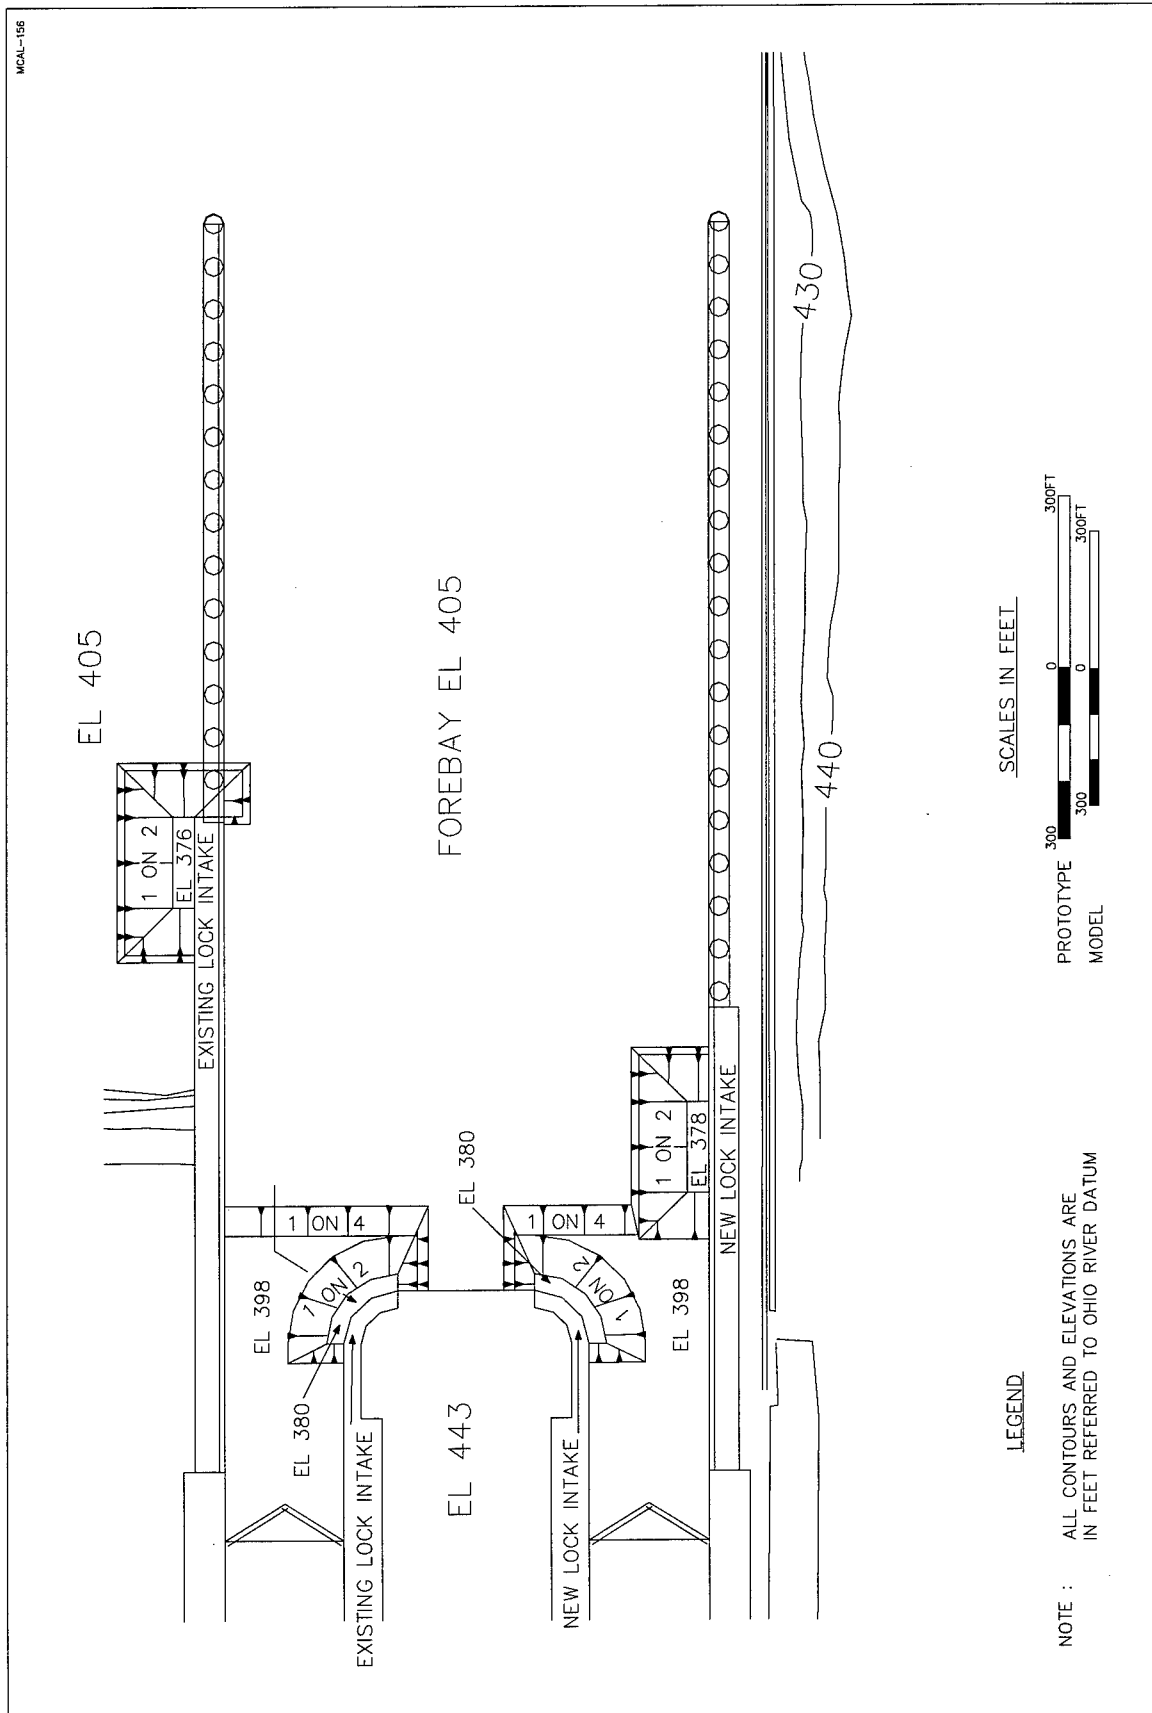 MCAL-156
EL 405
1 ON 2
EL 376
EXISTING LOCK INTAKE
FOREBAY EL 405
1 ON 4
EL 398
1 ON 2
EL 380
EXISTING LOCK INTAKE
EL 443
EL 380
1 ON 4
1 ON 2
EL 398
NEW LOCK INTAKE
1 ON 2
EL 378
NEW LOCK INTAKE
430
440
LEGEND
NOTE : ALL CONTOURS AND ELEVATIONS ARE
IN FEET REFERRED TO OHIO RIVER DATUM
SCALES IN FEET
PROTOTYPE 300 0 300FT
MODEL 300 0 300FT